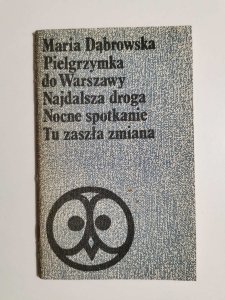 Maria Dąbrowska
Pielgrzymka
do Warszawy
Najdalsza droga
Nocne spotkanie
Tu zaszła zmiana